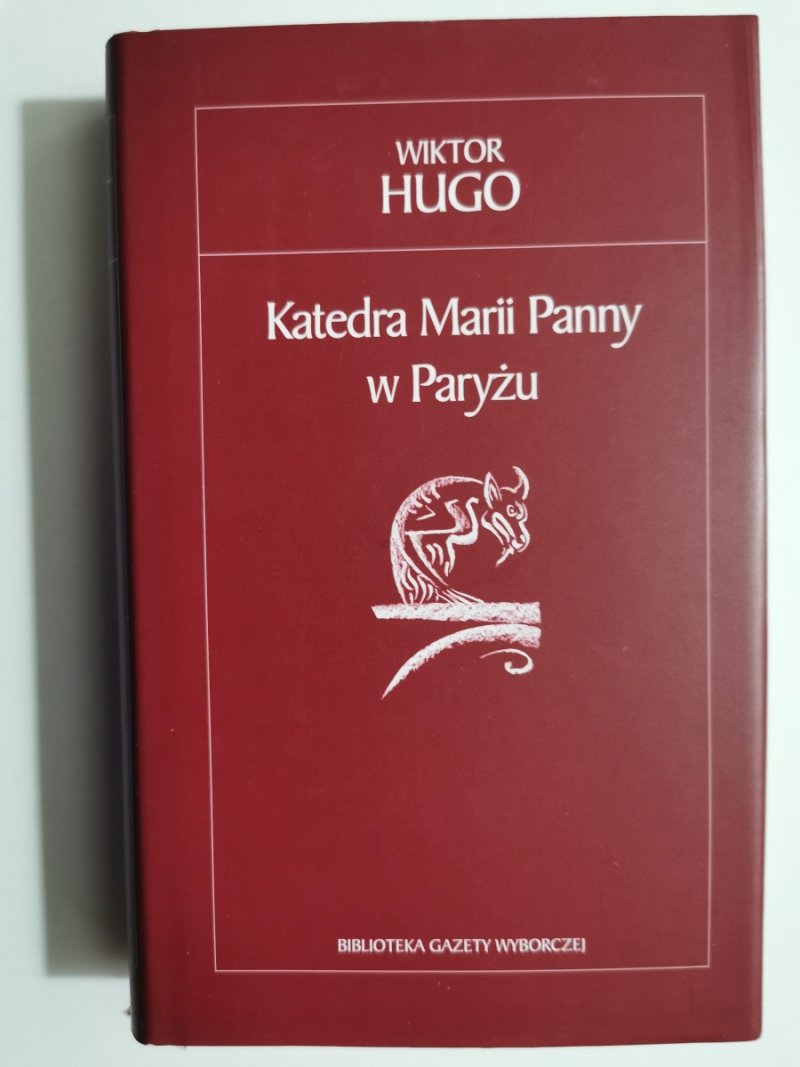 WIKTOR
HUGO
Katedra Marii Panny
w Paryżu
BIBLIOTEKA GAZETY WYBORCZEJ